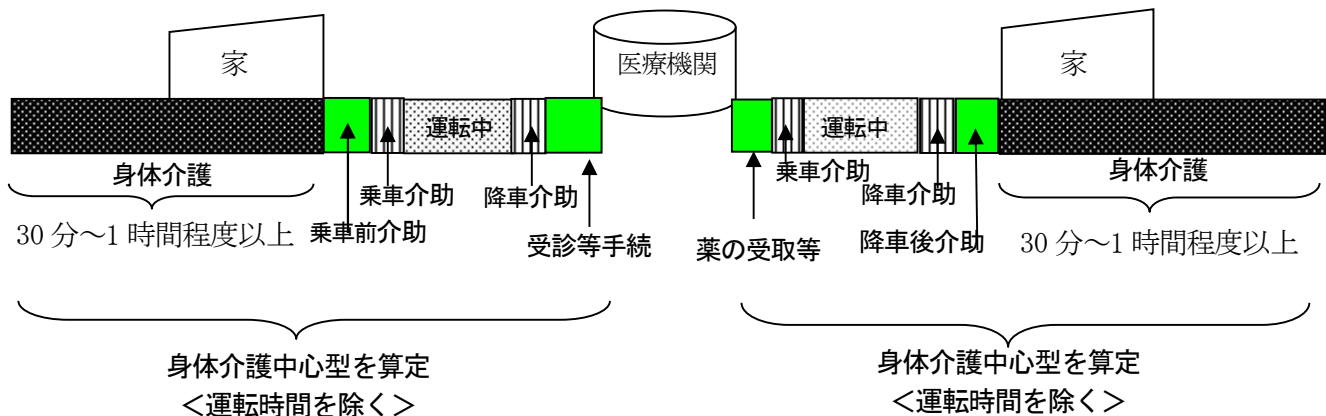 家
医療機関
家
運転中
運転中
身体介護
乗車介助
降車介助
乗車介助
降車介助
身体介護
30 分～1 時間程度以上
乗車前介助
受診等手続
薬の受取等
降車後介助
30 分～1 時間程度以上
身体介護中心型を算定
＜運転時間を除く＞
身体介護中心型を算定
＜運転時間を除く＞